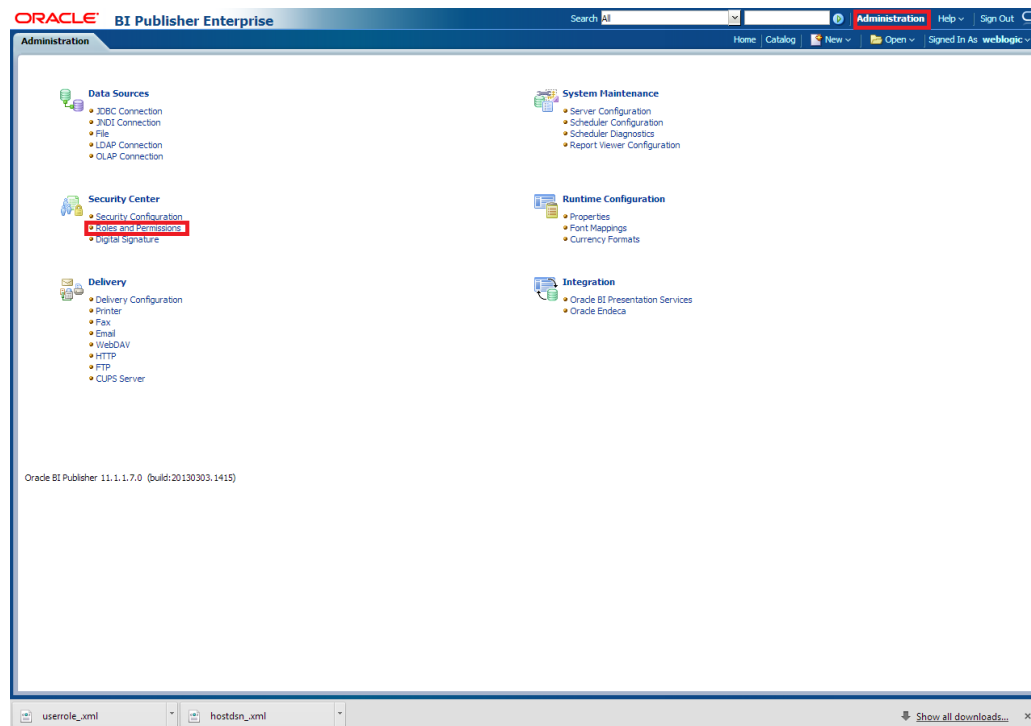 ORACLE BI Publisher Enterprise Search All Administration Help Sign Out
Administration Home Catalog New Open Signed In As weblogic
Data Sources
JDBC Connection
JNDI Connection
File
LDAP Connection
OLAP Connection
System Maintenance
Server Configuration
Scheduler Configuration
Scheduler Diagnostics
Report Viewer Configuration
Security Center
Security Configuration
Roles and Permissions
Digital Signature
Runtime Configuration
Properties
Font Mappings
Currency Formats
Delivery
Delivery Configuration
Printer
Fax
Email
WebDAV
HTTP
FTP
CUPS Server
Integration
Oracle BI Presentation Services
Oracle Endeca
Oracle BI Publisher 11.1.1.7.0 (build:20130303.1415)
userrole_.xml hostdsn_.xml Show all downloads...